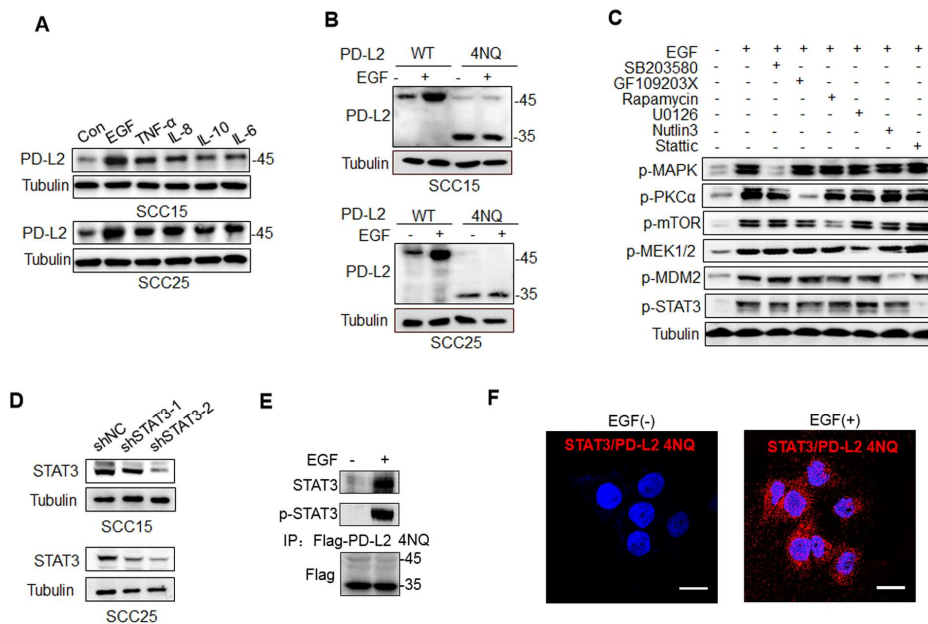 A
Con EGF TNF-α IL-8 IL-10 IL-6
PD-L2 -45
Tubulin
SCC15
PD-L2 -45
Tubulin
SCC25
B
PD-L2 WT 4NQ
EGF - + - +
PD-L2 -45
-35
Tubulin
SCC15
PD-L2 WT 4NQ
EGF - + - +
PD-L2 -45
-35
Tubulin
SCC25
C
EGF - + + + + + + +
SB203580 +
GF109203X +
Rapamycin +
U0126 +
Nutlin3 +
Stattic +
p-MAPK
p-PKCα
p-mTOR
p-MEK1/2
p-MDM2
p-STAT3
Tubulin
D
shNC shSTAT3-1 shSTAT3-2
STAT3
Tubulin
SCC15
STAT3
Tubulin
SCC25
E
EGF - +
STAT3
p-STAT3
IP: Flag-PD-L2 4NQ
-45
Flag
-35
F
EGF(-) EGF(+)
STAT3/PD-L2 4NQ STAT3/PD-L2 4NQ